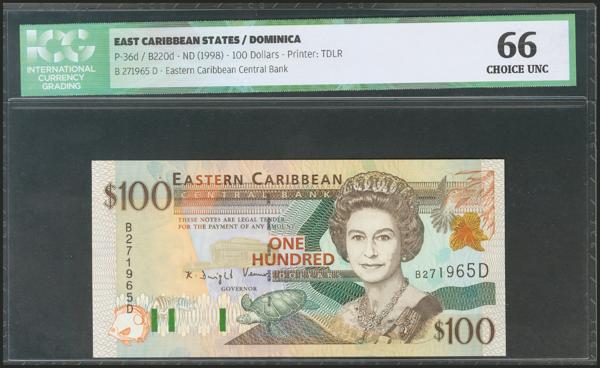 ICG
INTERNATIONAL
CURRENCY
GRADING
EAST CARIBBEAN STATES / DOMINICA
P-36d / B220d - ND (1998) - 100 Dollars - Printer: TDLR
B 271965 D - Eastern Caribbean Central Bank
66
CHOICE UNC
EASTERN CARIBBEAN
CENTRAL BANK
$100
THESE NOTES ARE LEGAL TENDER
FOR THE PAYMENT OF ANY AMOUNT
ONE
HUNDRED
K Dwight Venner
GOVERNOR
B271965D
B271965D
$100